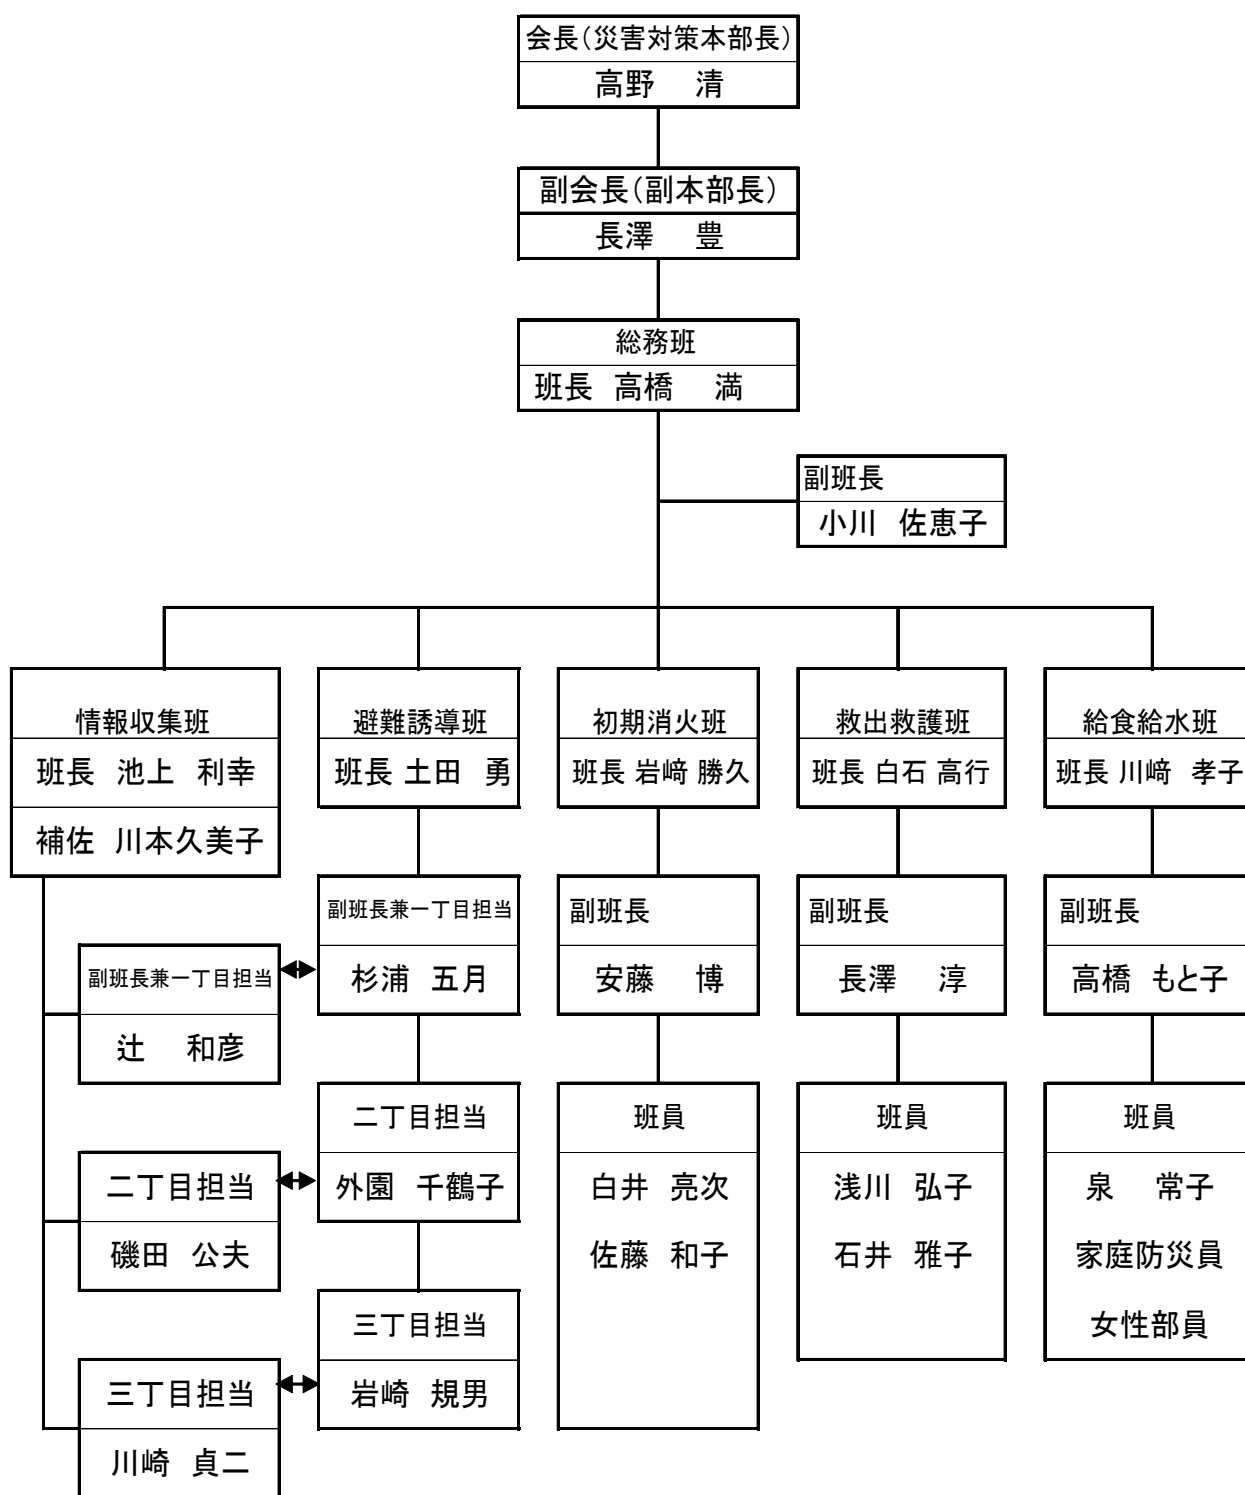 会長(災害対策本部長)
高野 清
副会長(副本部長)
長澤 豊
総務班
班長 高橋 満
副班長
小川 佐恵子
情報収集班
班長 池上 利幸
補佐 川本久美子
副班長兼一丁目担当
辻 和彦
二丁目担当
磯田 公夫
三丁目担当
川崎 貞二
避難誘導班
班長 土田 勇
副班長兼一丁目担当
杉浦 五月
二丁目担当
外園 千鶴子
三丁目担当
岩崎 規男
初期消火班
班長 岩﨑 勝久
副班長
安藤 博
班員
白井 亮次
佐藤 和子
救出救護班
班長 白石 高行
副班長
長澤 淳
班員
浅川 弘子
石井 雅子
給食給水班
班長 川﨑 孝子
副班長
高橋 もと子
班員
泉 常子
家庭防災員
女性部員